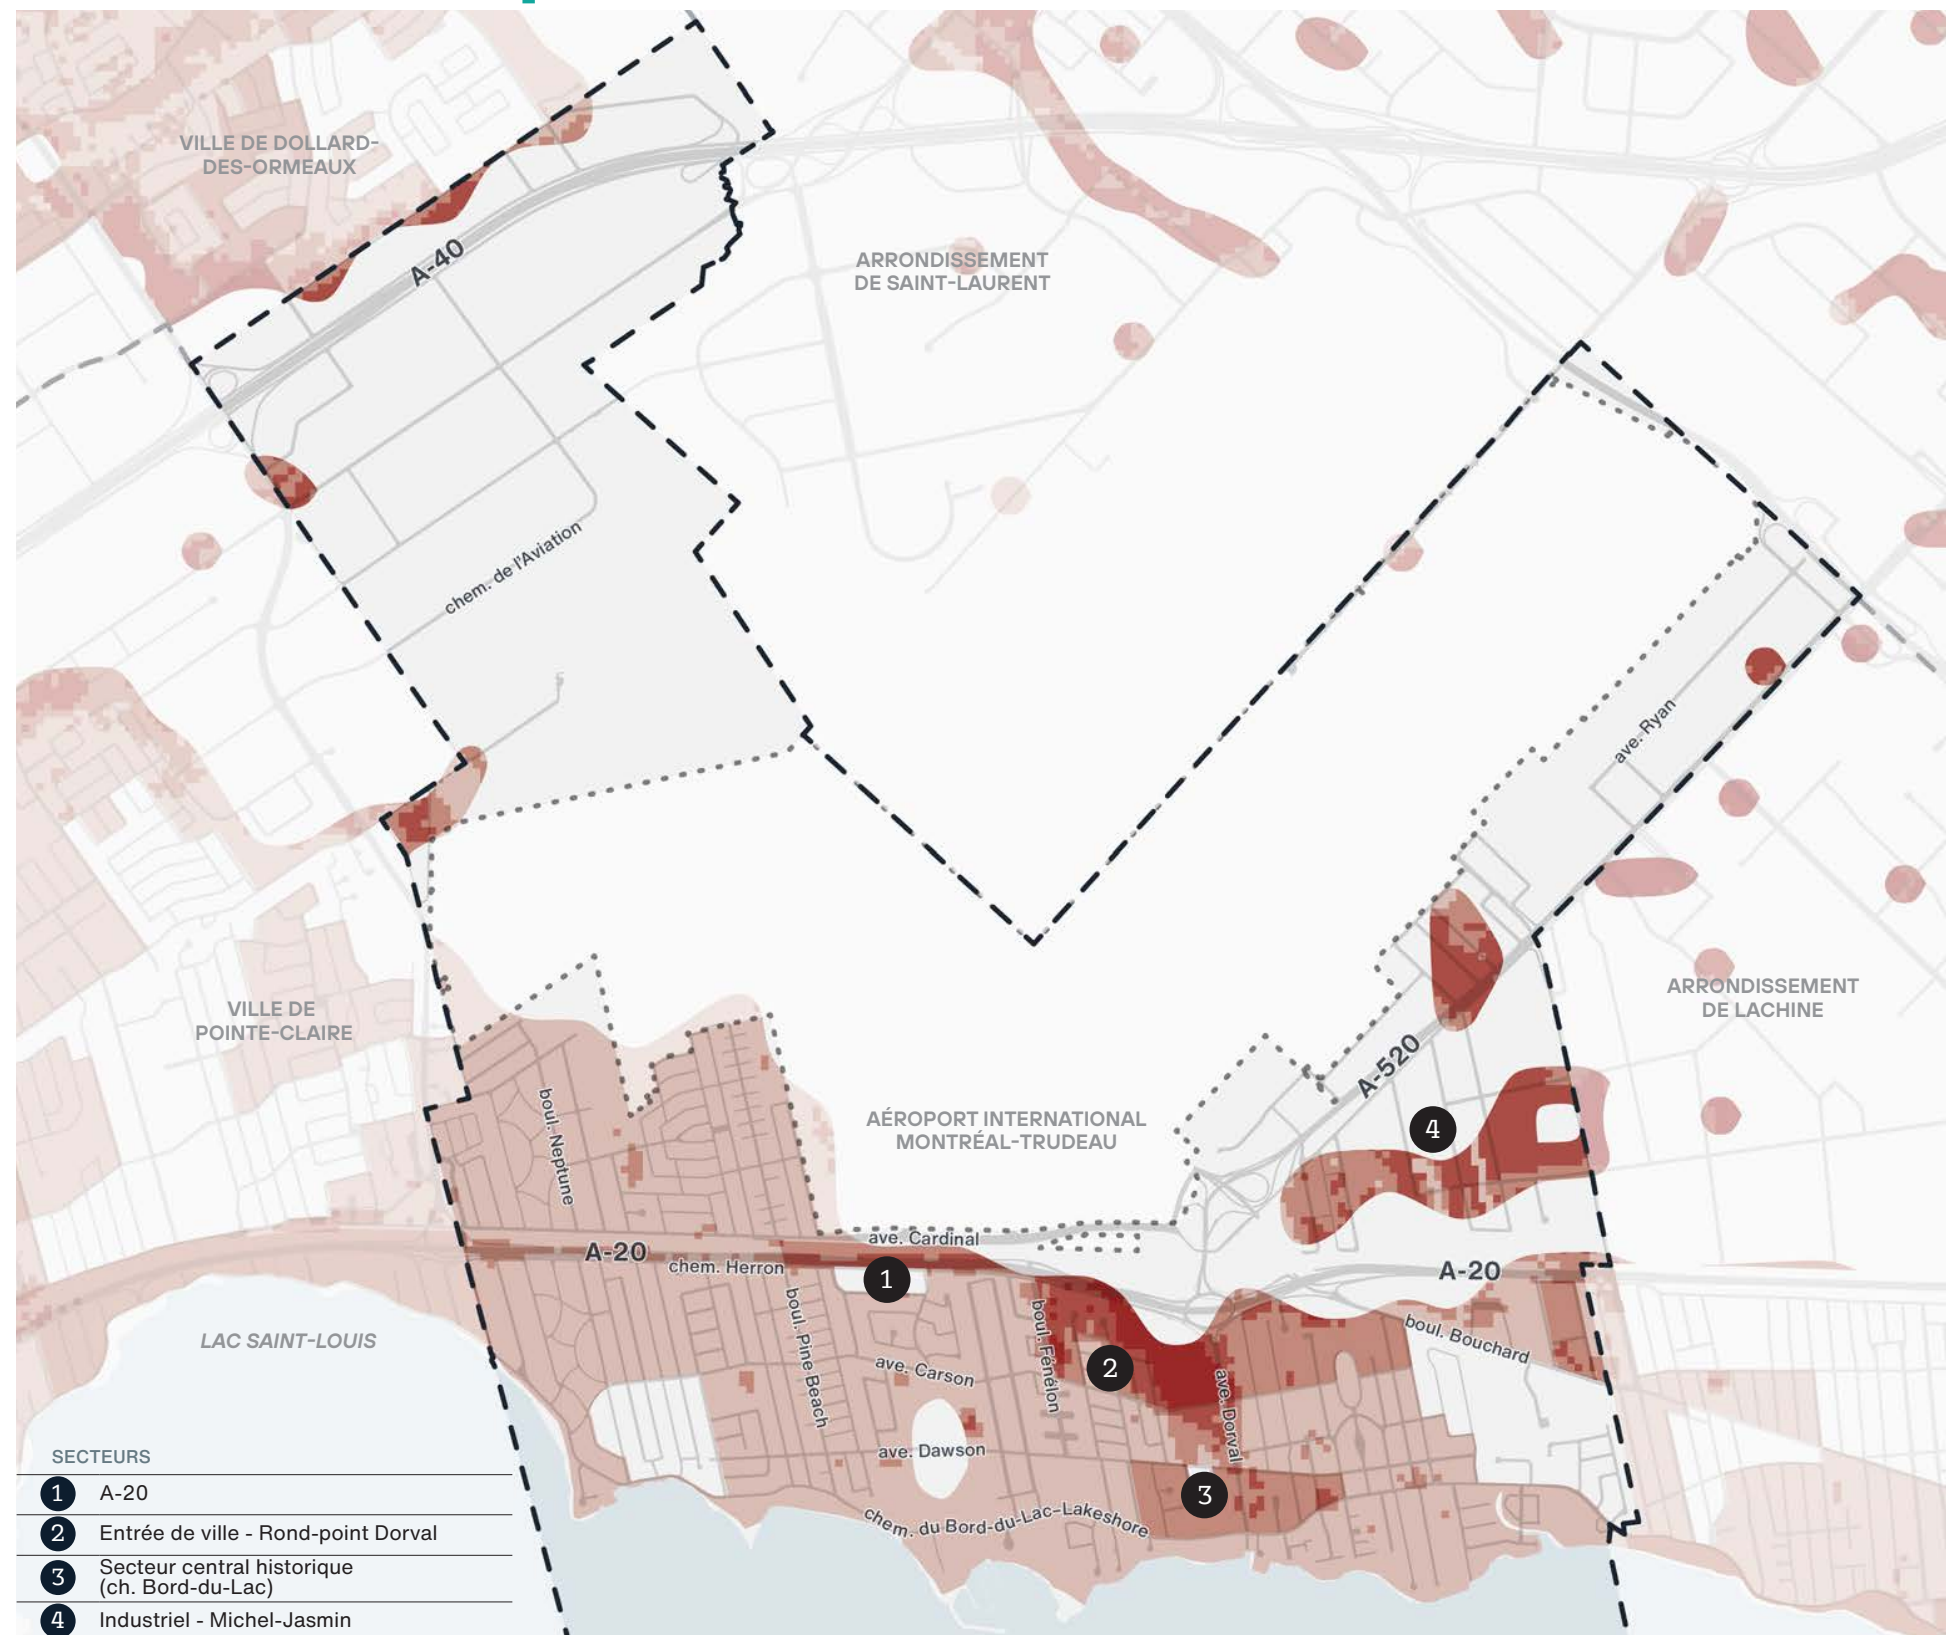 VILLE DE DOLLARD-
DES-ORMEAUX
A-40
ARRONDISSEMENT
DE SAINT-LAURENT
chem. de l'Aviation
ave. Ryan
VILLE DE
POINTE-CLAIRE
ARRONDISSEMENT
DE LACHINE
A-520
boul. Neptune
AÉROPORT INTERNATIONAL
MONTRÉAL-TRUDEAU
4
ave. Cardinal
A-20
chem. Herron
1
A-20
boul. Pine Beach
boul. Fénélon
boul. Bouchard
LAC SAINT-LOUIS
ave. Carson
2
ave. Dorval
ave. Dawson
3
chem. du Bord-du-Lac-Lakeshore
SECTEURS
1 A-20
2 Entrée de ville - Rond-point Dorval
3 Secteur central historique
(ch. Bord-du-Lac)
4 Industriel - Michel-Jasmin